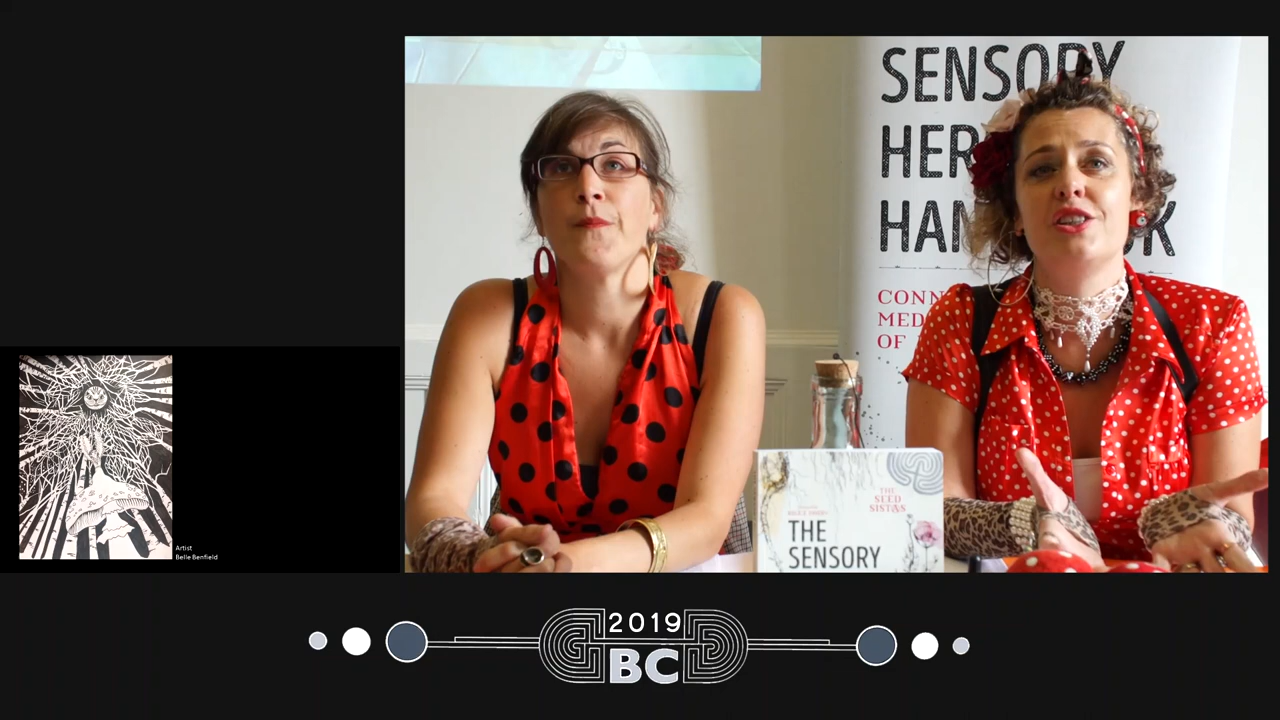 SENSORY
HER
HAN
K
CONN
MED
OF
THE
SEED
SISTAS
THE
SENSORY
Artist
Belle Benfield
2019
BC